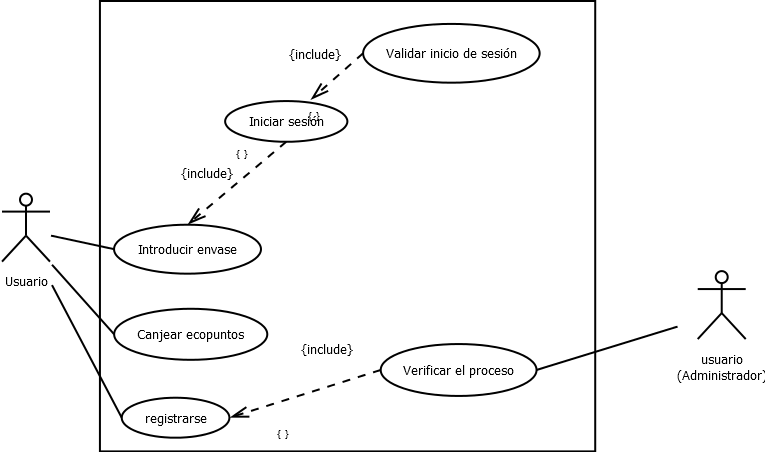 {include}
Validar inicio de sesión
Iniciar sesión
{ }
{ }
{include}
Introducir envase
Usuario
Canjear ecopuntos
{include}
Verificar el proceso
usuario
(Administrador)
registrarse
{ }